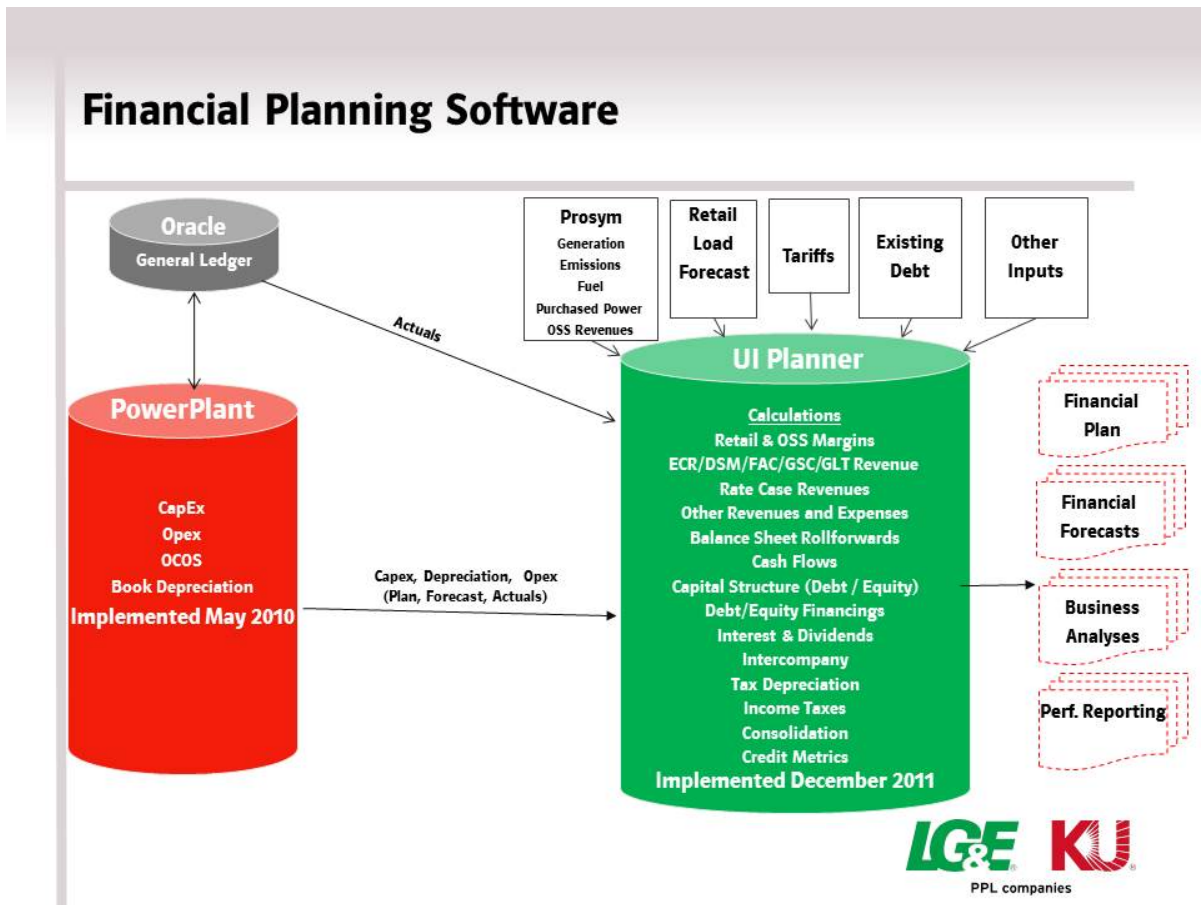 Financial Planning Software
Oracle
General Ledger
Actuals
PowerPlant
CapEx
Opex
OCOS
Book Depreciation
Implemented May 2010
Capex, Depreciation, Opex
(Plan, Forecast, Actuals)
Prosym
Generation
Emissions
Fuel
Purchased Power
OSS Revenues
Retail
Load
Forecast
Tariffs
Existing
Debt
Other
Inputs
UI Planner
Calculations
Retail & OSS Margins
ECR/DSM/FAC/GSC/GLT Revenue
Rate Case Revenues
Other Revenues and Expenses
Balance Sheet Rollforwards
Cash Flows
Capital Structure (Debt / Equity)
Debt/Equity Financings
Interest & Dividends
Intercompany
Tax Depreciation
Income Taxes
Consolidation
Credit Metrics
Implemented December 2011
Financial
Plan
Financial
Forecasts
Business
Analyses
Perf. Reporting
LG&E KU
PPL companies